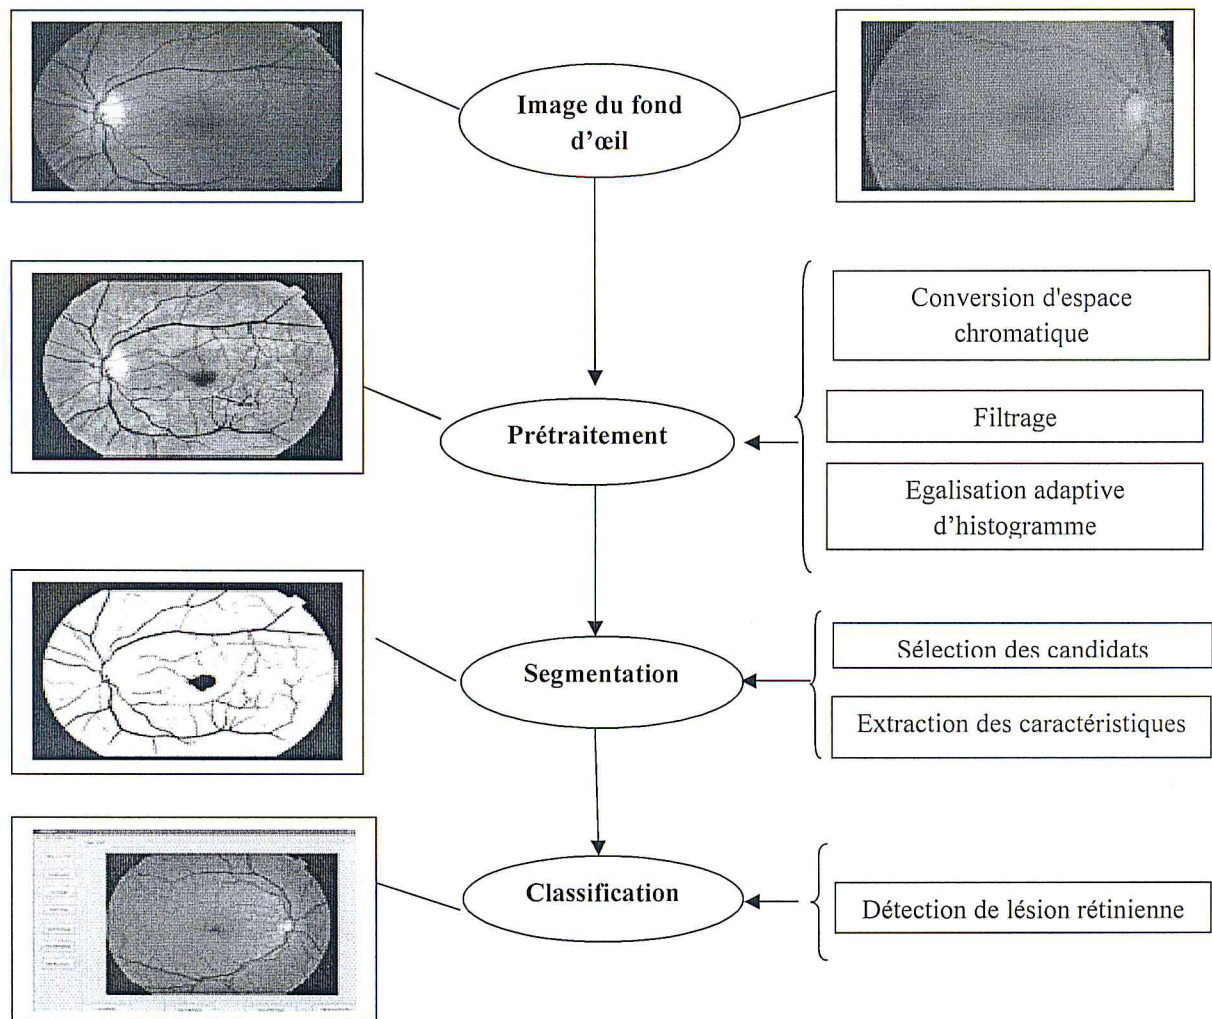 Image du fond
d'œil
Conversion d'espace
chromatique
Prétraitement
Filtrage
Egalisation adaptive
d'histogramme
Segmentation
Sélection des candidats
Extraction des caractéristiques
Classification
Détection de lésion rétinienne